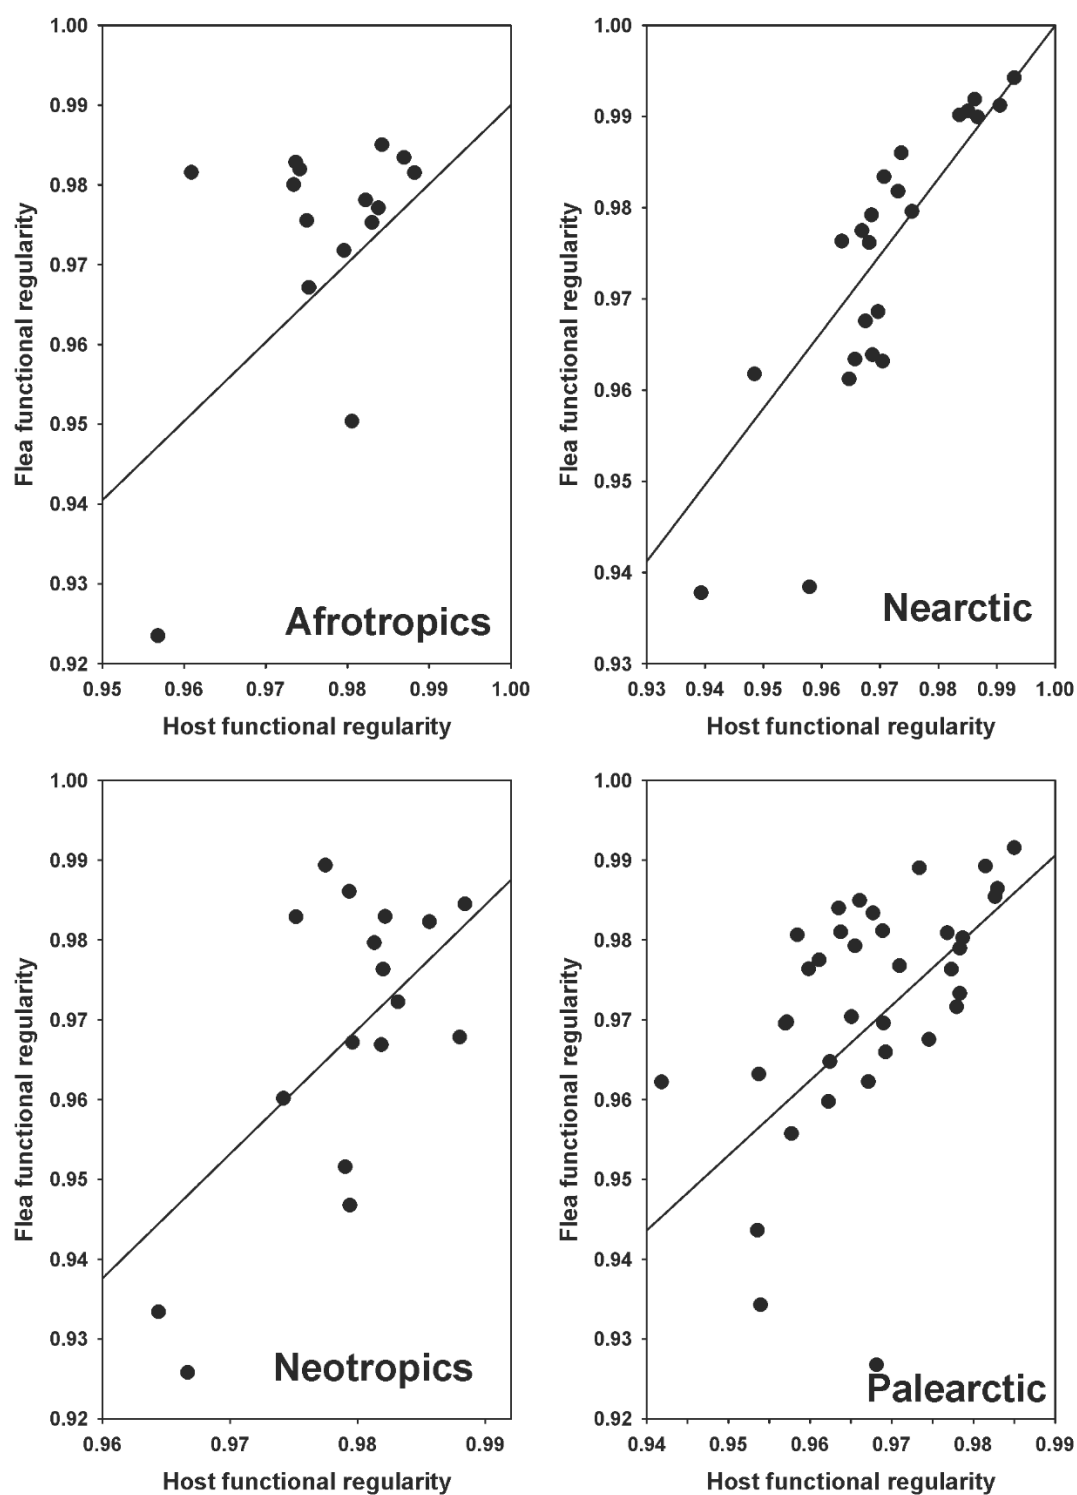 1.00
0.99
0.98
0.97
0.96
0.95
0.94
0.93
0.92
Flea functional regularity
Afrotropics
0.95 0.96 0.97 0.98 0.99 1.00
Host functional regularity
1.00
0.99
0.98
0.97
0.96
0.95
0.94
0.93
Flea functional regularity
Nearctic
0.93 0.94 0.95 0.96 0.97 0.98 0.99 1.00
Host functional regularity
1.00
0.99
0.98
0.97
0.96
0.95
0.94
0.93
0.92
Flea functional regularity
Neotropics
0.96 0.97 0.98 0.99
Host functional regularity
1.00
0.99
0.98
0.97
0.96
0.95
0.94
0.93
0.92
Flea functional regularity
Palearctic
0.94 0.95 0.96 0.97 0.98 0.99
Host functional regularity